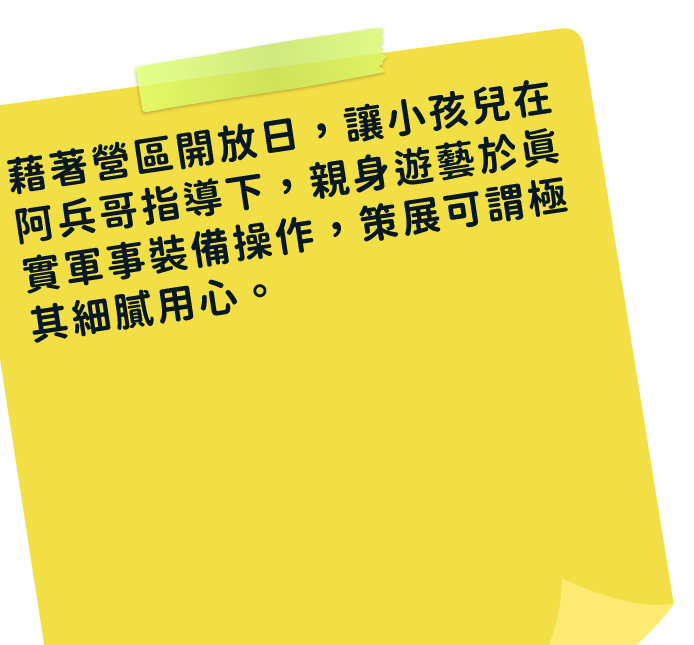 藉著營區開放日，讓小孩兒在
阿兵哥指導下，親身遊藝於眞
實軍事裝備操作，策展可謂極
其細膩用心。